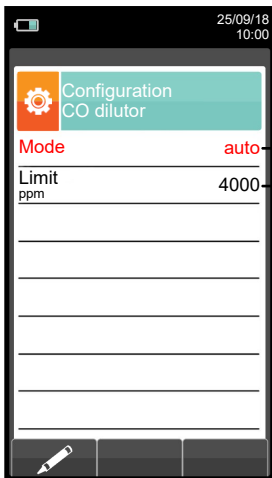 25/09/18
10:00
Configuration
CO dilutor
Mode auto
Limit 4000
ppm